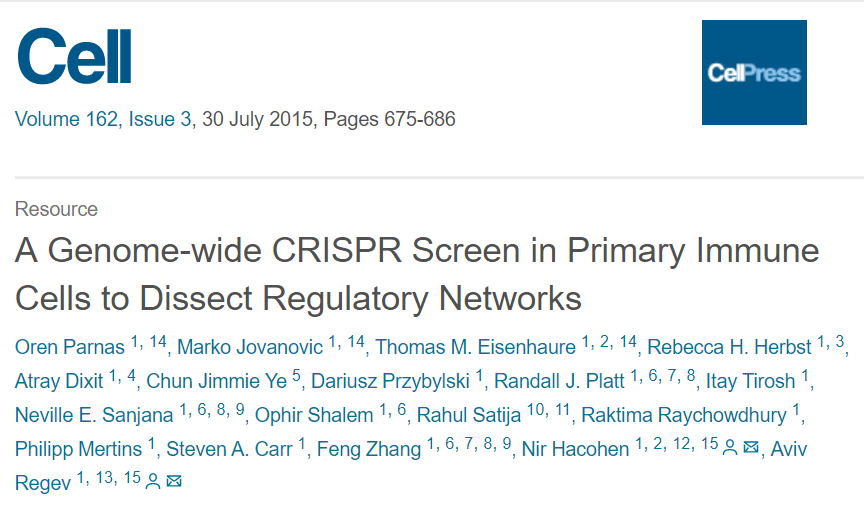 Cell
CellPress
Volume 162, Issue 3, 30 July 2015, Pages 675-686
Resource
A Genome-wide CRISPR Screen in Primary Immune
Cells to Dissect Regulatory Networks
Oren Parnas 1, 14, Marko Jovanovic 1, 14, Thomas M. Eisenhaure 1, 2, 14, Rebecca H. Herbst 1, 3,
Atray Dixit 1, 4, Chun Jimmie Ye 5, Dariusz Przybylski 1, Randall J. Platt 1, 6, 7, 8, Itay Tirosh 1,
Neville E. Sanjana 1, 6, 8, 9, Ophir Shalem 1, 6, Rahul Satija 10, 11, Raktima Raychowdhury 1,
Philipp Mertins 1, Steven A. Carr 1, Feng Zhang 1, 6, 7, 8, 9, Nir Hacohen 1, 2, 12, 15, Aviv
Regev 1, 13, 15